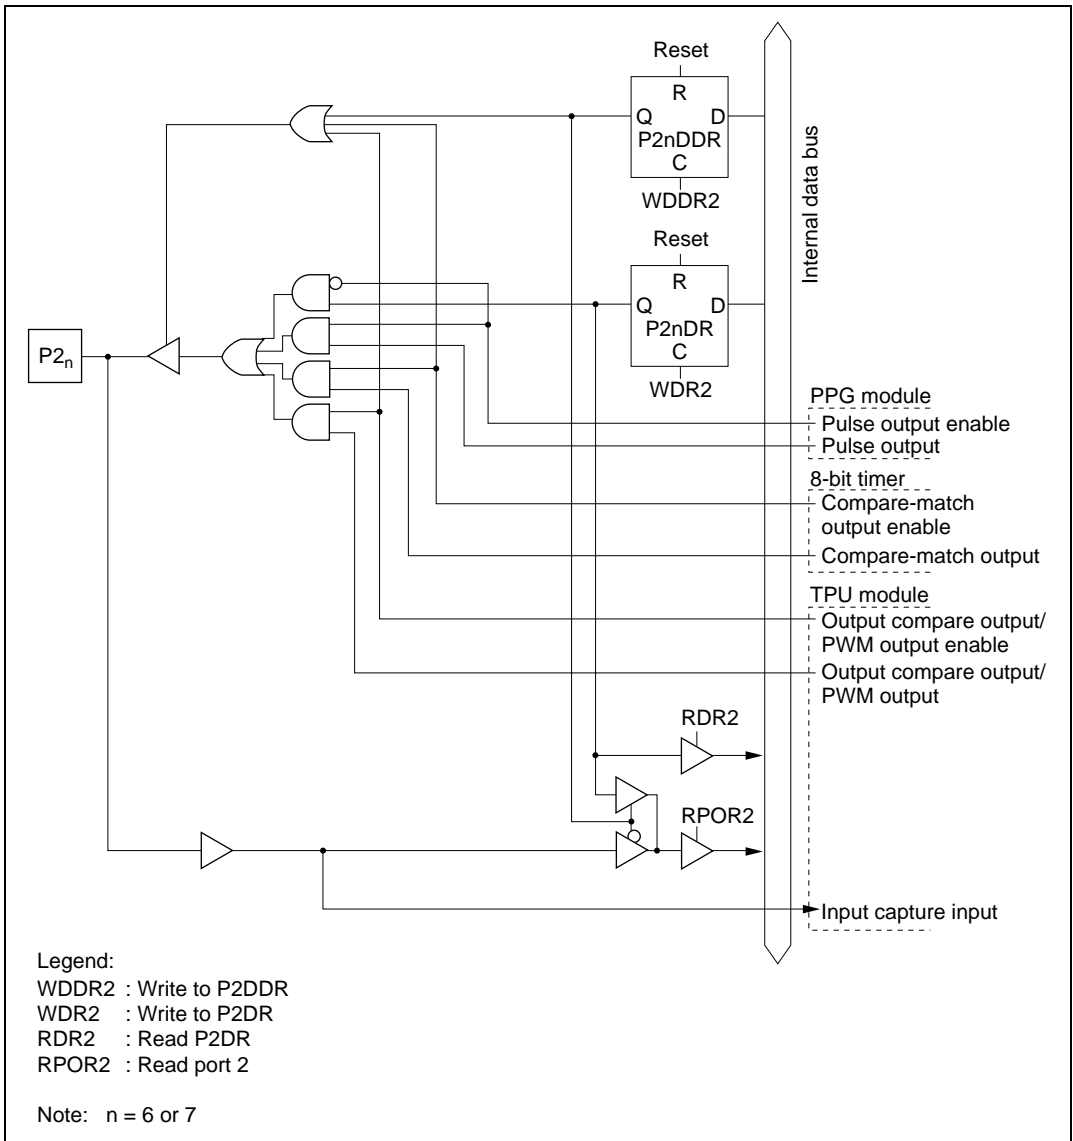 Reset
R
Q D
P2nDDR
C
WDDR2
Internal data bus
Reset
R
Q D
P2nDR
C
WDR2
P2n
PPG module
Pulse output enable
Pulse output
8-bit timer
Compare-match
output enable
Compare-match output
TPU module
Output compare output/
PWM output enable
Output compare output/
PWM output
RDR2
RPOR2
Input capture input
Legend:
WDDR2 : Write to P2DDR
WDR2 : Write to P2DR
RDR2 : Read P2DR
RPOR2 : Read port 2
Note: n = 6 or 7